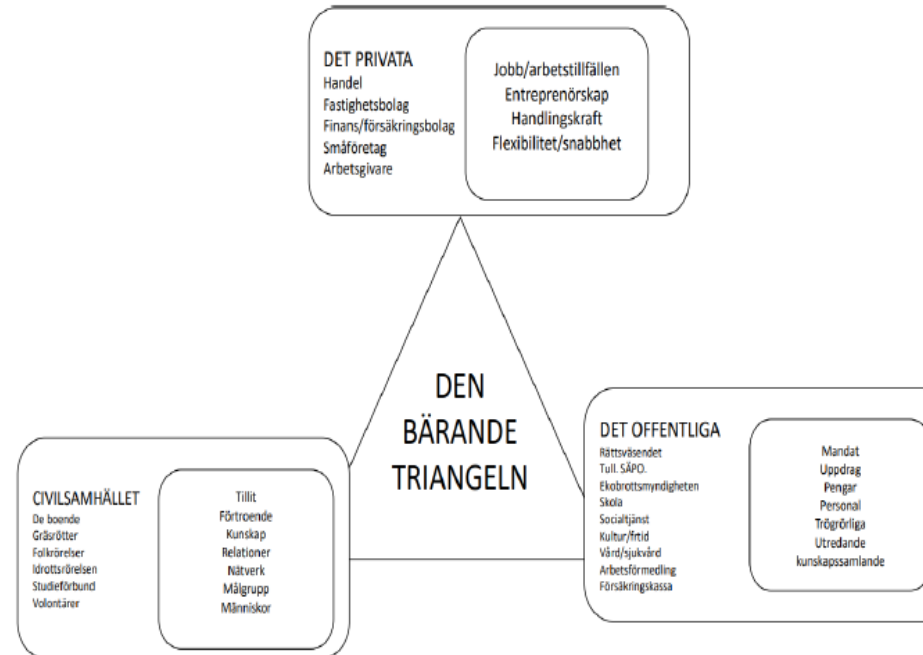 DET PRIVATA
Handel
Fastighetsbolag
Finans/försäkringsbolag
Småföretag
Arbetsgivare
Jobb/arbetstillfällen
Entreprenörskap
Handlingskraft
Flexibilitet/snabbhet
DEN
BÄRANDE
TRIANGELN
CIVILSAMHÄLLET
De boende
Gräsrötter
Folkrörelser
Idrottsrörelsen
Studieförbund
Volontärer
Tillit
Förtroende
Kunskap
Relationer
Nätverk
Målgrupp
Människor
DET OFFENTLIGA
Rättsväsendet
Tull. SÄPO.
Ekobrottsmyndigheten
Skola
Socialtjänst
Kultur/frtid
Vård/sjukvård
Arbetsförmedling
Försäkringskassa
Mandat
Uppdrag
Pengar
Personal
Trögrörliga
Utredande
kunskapssamlande